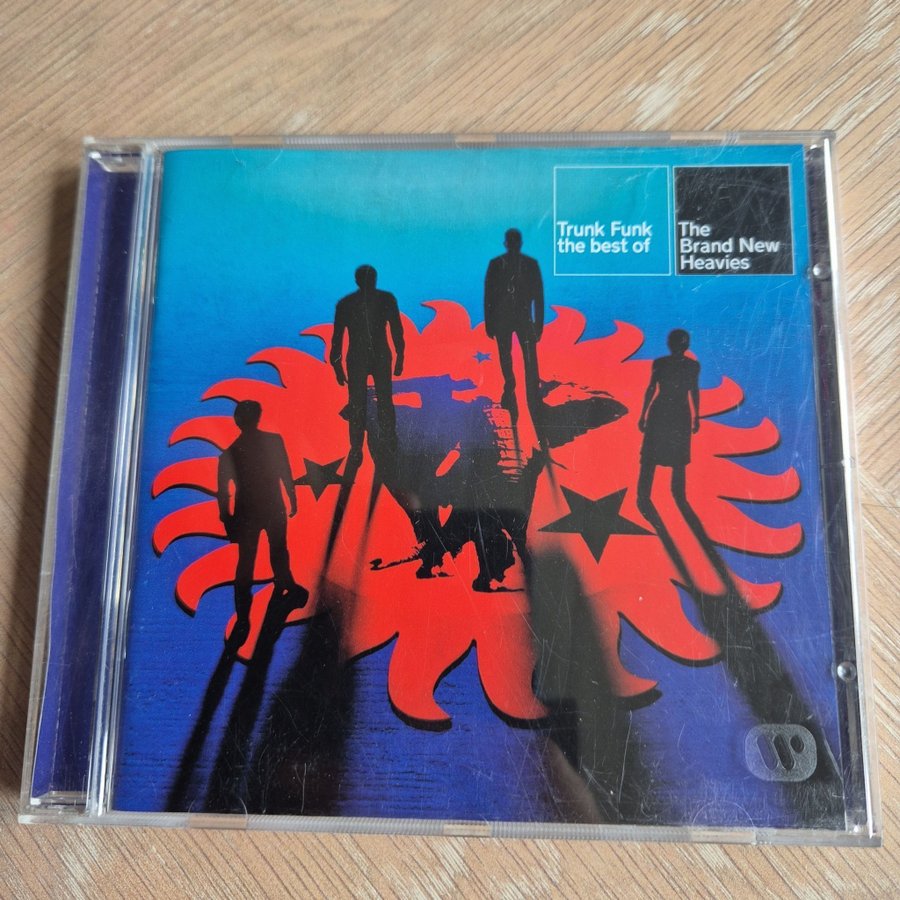 Trunk Funk
the best of
The
Brand New
Heavies